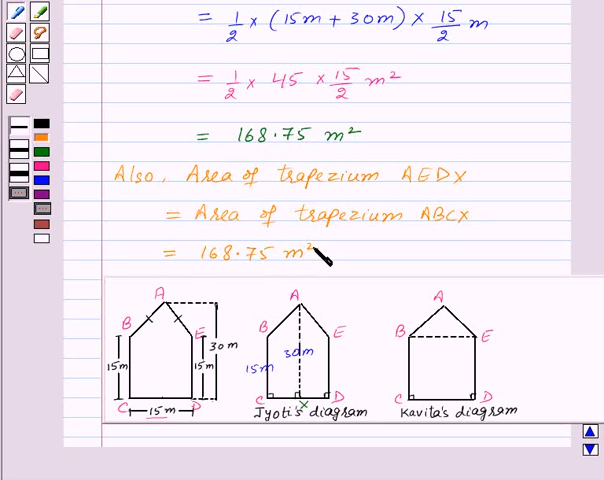 = 1/2 × (15m + 30m) × 15/2 m
= 1/2 × 45 × 15/2 m²
= 168.75 m²
Also, Area of trapezium AEDX
= Area of trapezium ABCX
= 168.75 m²
A
B
E
30m
15m
15m
C
15m
D
A
B
E
15m
30m
C
X
D
Jyoti's diagram
A
B
E
C
D
Kavita's diagram